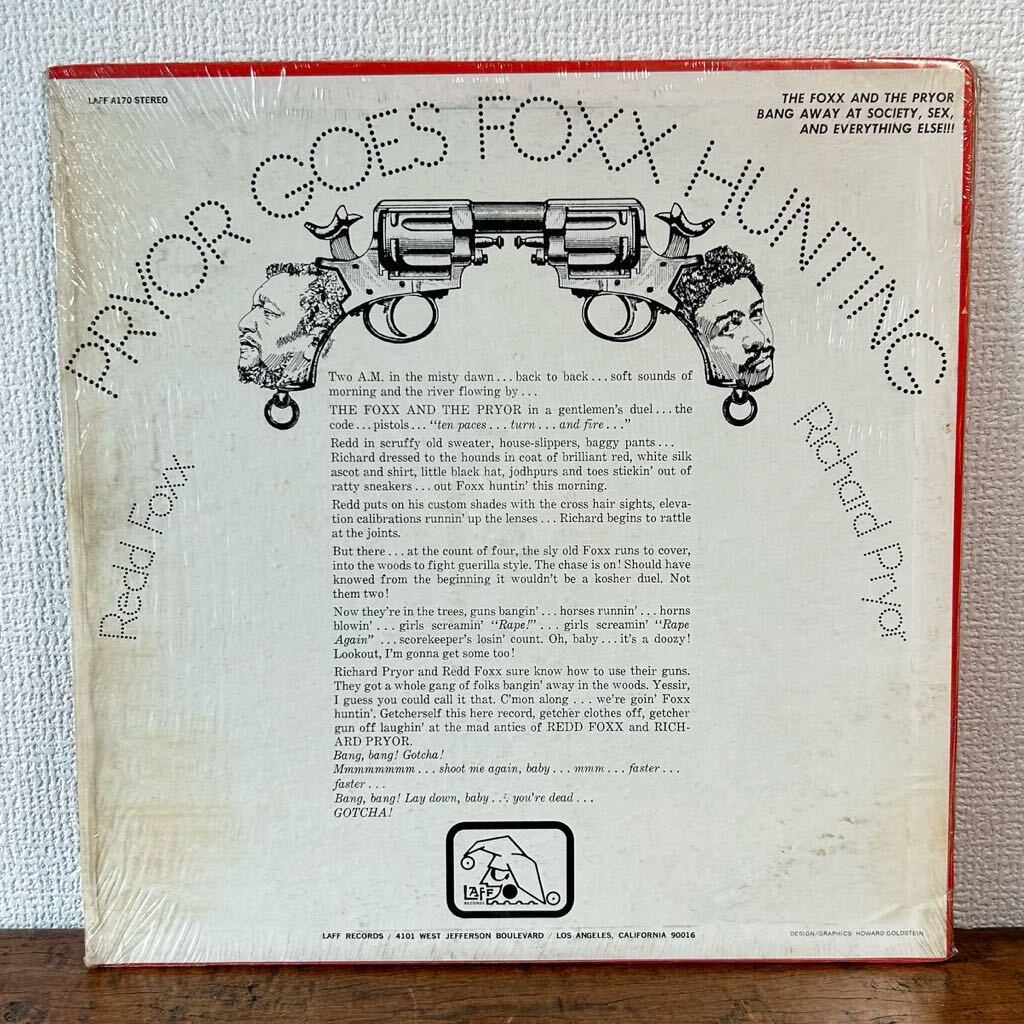 LAFF A170 STEREO
THE FOXX AND THE PRYOR
BANG AWAY AT SOCIETY, SEX,
AND EVERYTHING ELSE!!!
PRYOR GOES FOXX HUNTING
Redd Foxx
Richard Pryor
Two A.M. in the misty dawn...back to back...soft sounds of
morning and the river flowing by...
THE FOXX AND THE PRYOR in a gentlemen's duel...the
code...pistols..."ten paces...turn...and fire..."
Redd in scruffy old sweater, house-slippers, baggy pants...
Richard dressed to the hounds in coat of brilliant red, white silk
ascot and shirt, little black hat, jodhpurs and toes stickin' out of
ratty sneakers...out Foxx huntin' this morning.
Redd puts on his custom shades with the cross hair sights, eleva-
tion calibrations runnin' up the lenses...Richard begins to rattle
at the joints.
But there...at the count of four, the sly old Foxx runs to cover,
into the woods to fight guerilla style. The chase is on! Should have
knowed from the beginning it wouldn't be a kosher duel. Not
them two!
Now they're in the trees, guns bangin'...horses runnin'...horns
blowin'...girls screamin' "Rape!"...girls screamin' "Rape
Again"...scorekeeper's losin' count. Oh, baby...it's a doozy!
Lookout, I'm gonna get some too!
Richard Pryor and Redd Foxx sure know how to use their guns.
They got a whole gang of folks bangin' away in the woods. Yessir,
I guess you could call it that. C'mon along...we're goin' Foxx
huntin'. Getcherself this here record, getcher clothes off, getcher
gun off laughin' at the mad antics of REDD FOXX and RICH-
ARD PRYOR.
Bang, bang! Gotcha!
Mmmmmmmm...shoot me again, baby...mmm...faster...
faster...
Bang, bang! Lay down, baby...you're dead...
GOTCHA!
LAFF
RECORDS
LAFF RECORDS / 4101 WEST JEFFERSON BOULEVARD / LOS ANGELES, CALIFORNIA 90016
DESIGN/GRAPHICS: HOWARD GOLDSTEIN